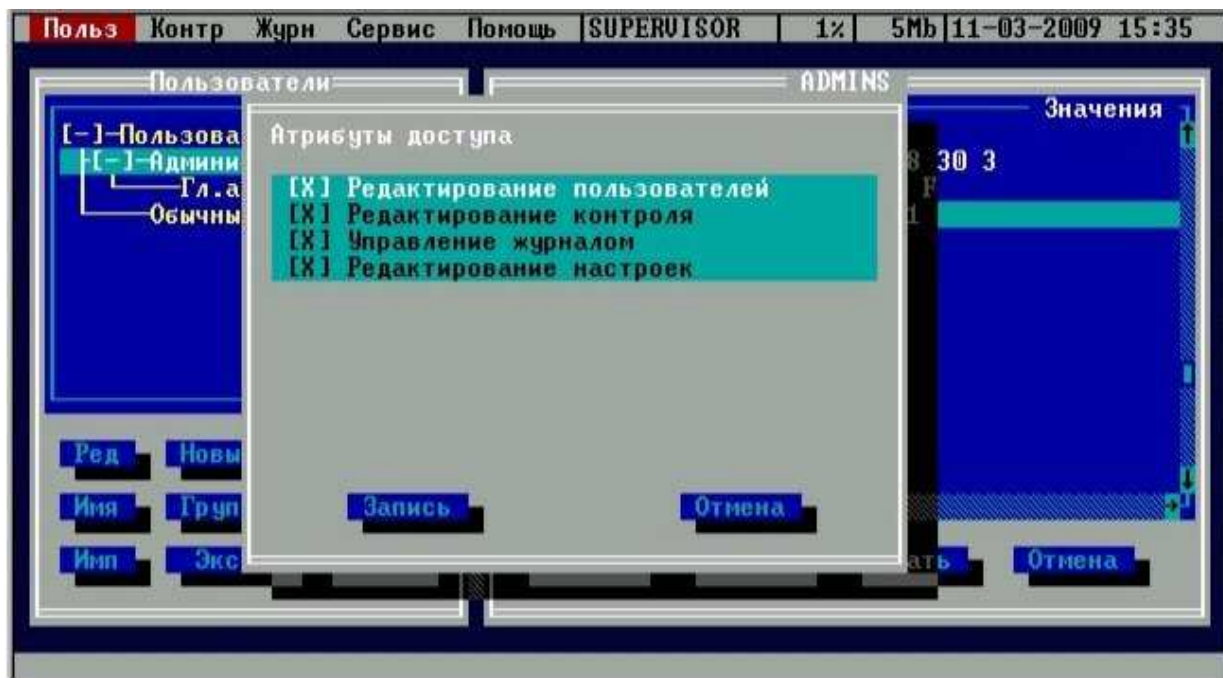 Польз Контр Журн Сервис Помощь |SUPERVISOR | 1%| 5Mb|11-03-2009 15:35
Пользователи
ADMINS
Значения
Атрибуты доступа
[-]-Пользова
[-]-Админи
Гл.а
Обычны
8 30 3
F
1
[X] Редактирование пользователей
[X] Редактирование контроля
[X] Управление журналом
[X] Редактирование настроек
Ред Новы
Имя Груп
Запись Отмена
Имп Экс
ать Отмена